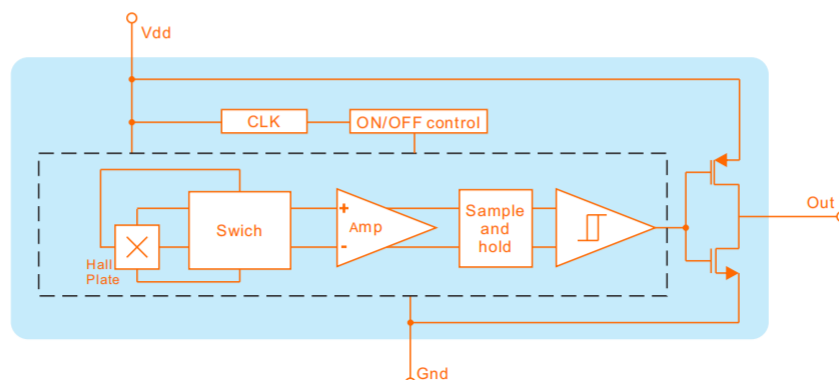 Vdd
CLK
ON/OFF control
Swich
+
Amp
-
Sample
and
hold
Out
Hall
Plate
Gnd